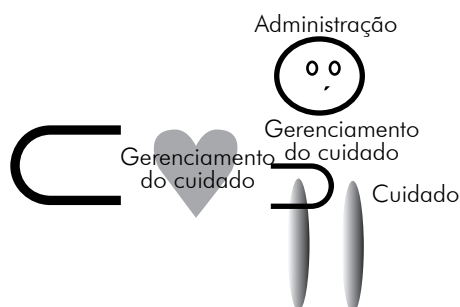 Administração
Gerenciamento
do cuidado
Gerenciamento
do cuidado
Cuidado